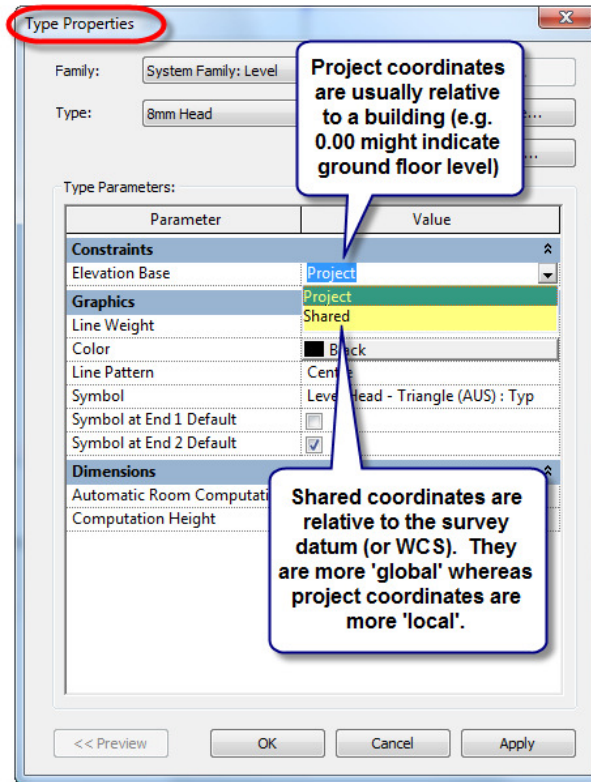 Type Properties
x
Family:
System Family: Level
Type:
8mm Head
...
...
Project coordinates
are usually relative
to a building (e.g.
0.00 might indicate
ground floor level)
Type Parameters:
Parameter Value
Constraints
Elevation Base Project
Project
Shared
Graphics
Line Weight
Color
Line Pattern
Symbol Triangle (AUS) : Typ
Symbol at End 1 Default
Symbol at End 2 Default
Dimensions
Automatic Room
Computation Height
Shared coordinates are
relative to the survey
datum (or WCS). They
are more 'global' whereas
project coordinates are
more 'local'.
<< Preview OK Cancel Apply